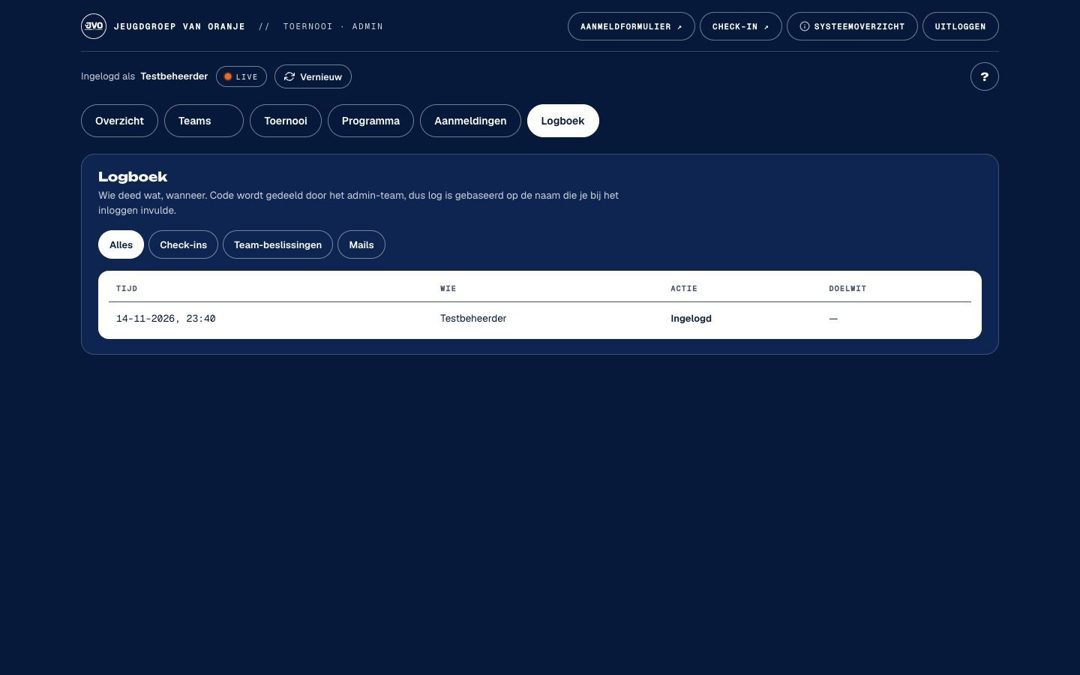 JVO JEUGDGROEP VAN ORANJE // TOERNOOI · ADMIN AANMELDFORMULIER ↗ CHECK-IN ↗ SYSTEEMOVERZICHT UITLOGGEN
Ingelogd als Testbeheerder LIVE Vernieuw ?
Overzicht Teams Toernooi Programma Aanmeldingen Logboek
Logboek
Wie deed wat, wanneer. Code wordt gedeeld door het admin-team, dus log is gebaseerd op de naam die je bij het
inloggen invulde.
Alles Check-ins Team-beslissingen Mails
TIJD WIE ACTIE DOELWIT
14-11-2026, 23:40 Testbeheerder Ingelogd —